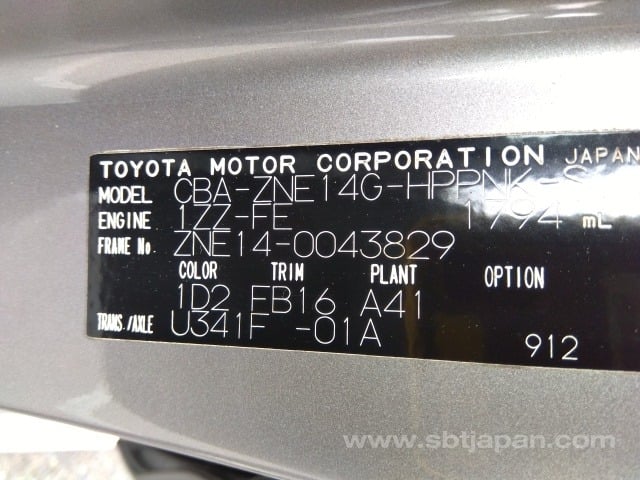 TOYOTA MOTOR CORPORATION JAPAN
MODEL CBA-ZNE14G-HPPNK-S
ENGINE 1ZZ-FE 1794 mL
FRAME No. ZNE14-0043829
COLOR TRIM PLANT OPTION
1D2 FB16 A41
TRANS./AXLE U341F -01A
912
www.sbtjapan.com